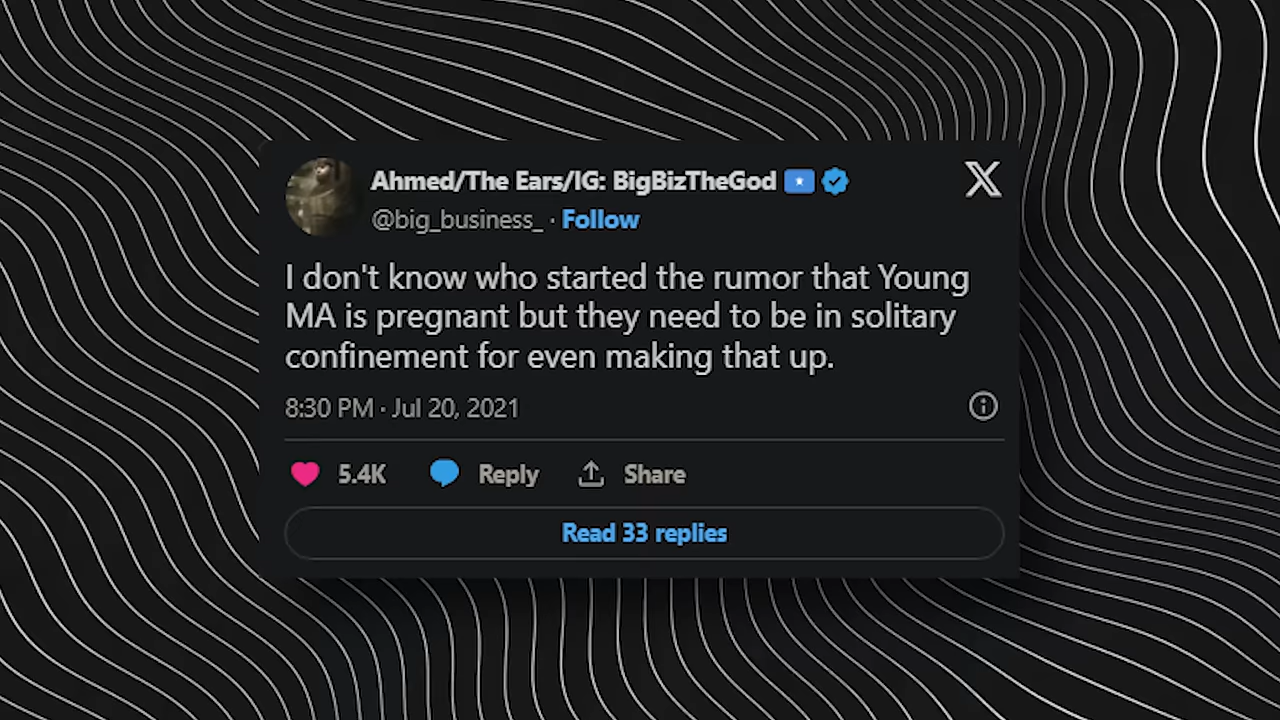 Ahmed/The Ears/IG: BigBizTheGod
@big_business_ · Follow
I don't know who started the rumor that Young
MA is pregnant but they need to be in solitary
confinement for even making that up.
8:30 PM · Jul 20, 2021
5.4K Reply Share
Read 33 replies